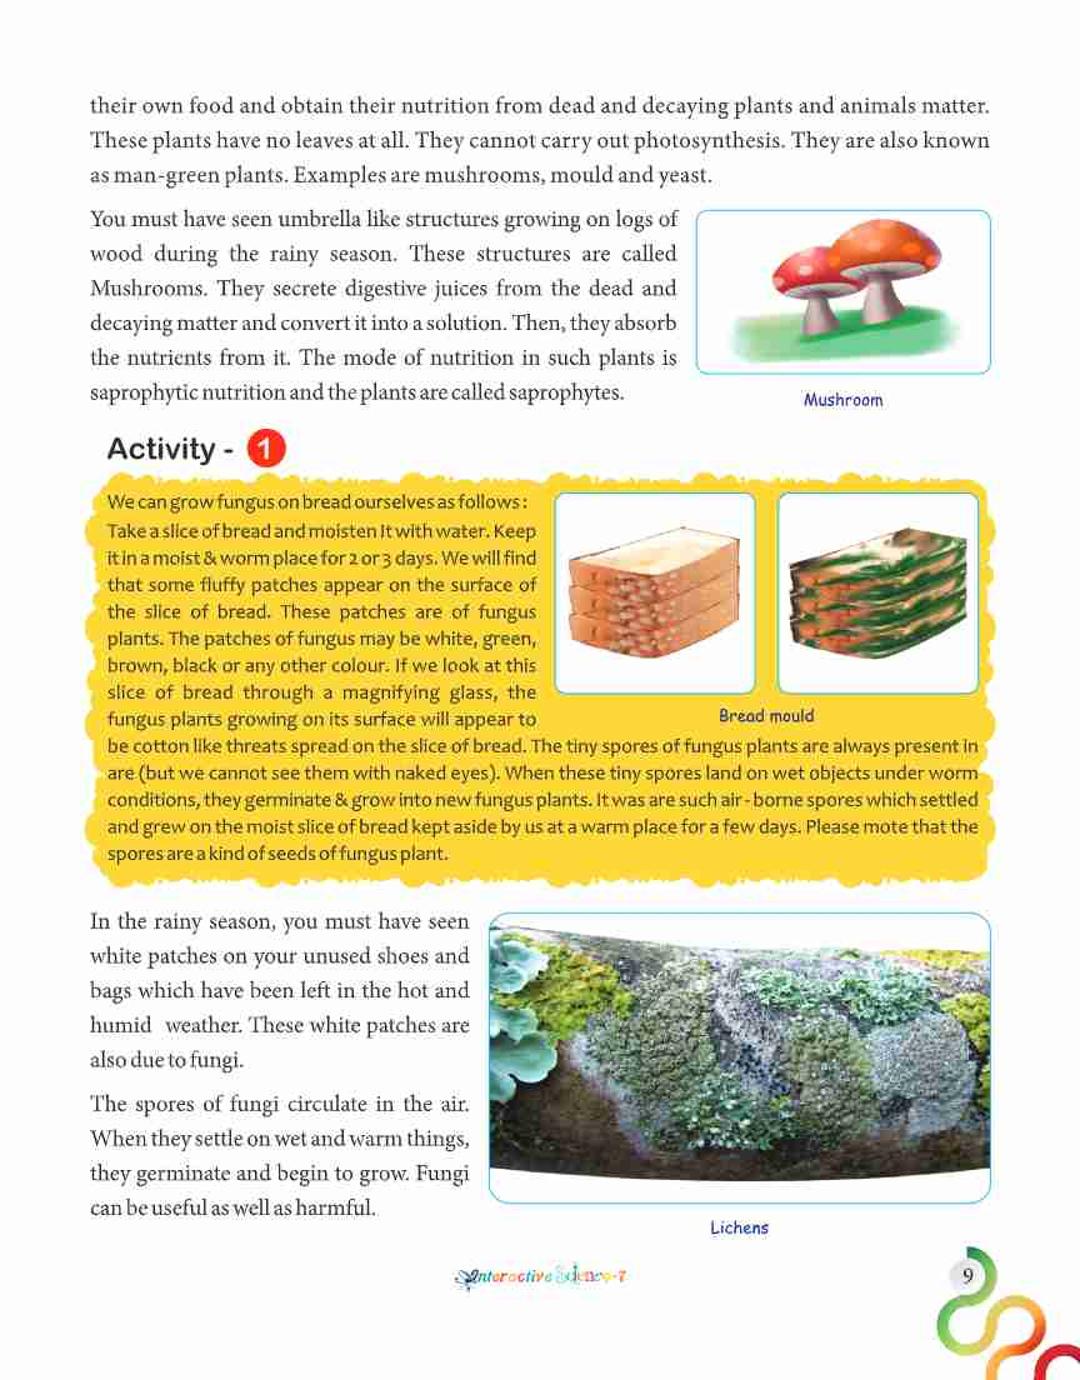 their own food and obtain their nutrition from dead and decaying plants and animals matter.
These plants have no leaves at all. They cannot carry out photosynthesis. They are also known
as man-green plants. Examples are mushrooms, mould and yeast.
You must have seen umbrella like structures growing on logs of
wood during the rainy season. These structures are called
Mushrooms. They secrete digestive juices from the dead and
decaying matter and convert it into a solution. Then, they absorb
the nutrients from it. The mode of nutrition in such plants is
saprophytic nutrition and the plants are called saprophytes.
Mushroom
Activity - 1
We can grow fungus on bread ourselves as follows :
Take a slice of bread and moisten It with water. Keep
it in a moist & worm place for 2 or 3 days. We will find
that some fluffy patches appear on the surface of
the slice of bread. These patches are of fungus
plants. The patches of fungus may be white, green,
brown, black or any other colour. If we look at this
slice of bread through a magnifying glass, the
fungus plants growing on its surface will appear to
Bread mould
be cotton like threats spread on the slice of bread. The tiny spores of fungus plants are always present in
are (but we cannot see them with naked eyes). When these tiny spores land on wet objects under worm
conditions, they germinate & grow into new fungus plants. It was are such air - borne spores which settled
and grew on the moist slice of bread kept aside by us at a warm place for a few days. Please mote that the
spores are a kind of seeds of fungus plant.
In the rainy season, you must have seen
white patches on your unused shoes and
bags which have been left in the hot and
humid weather. These white patches are
also due to fungi.
The spores of fungi circulate in the air.
When they settle on wet and warm things,
they germinate and begin to grow. Fungi
can be useful as well as harmful.
Lichens
Interactive Science-7
9